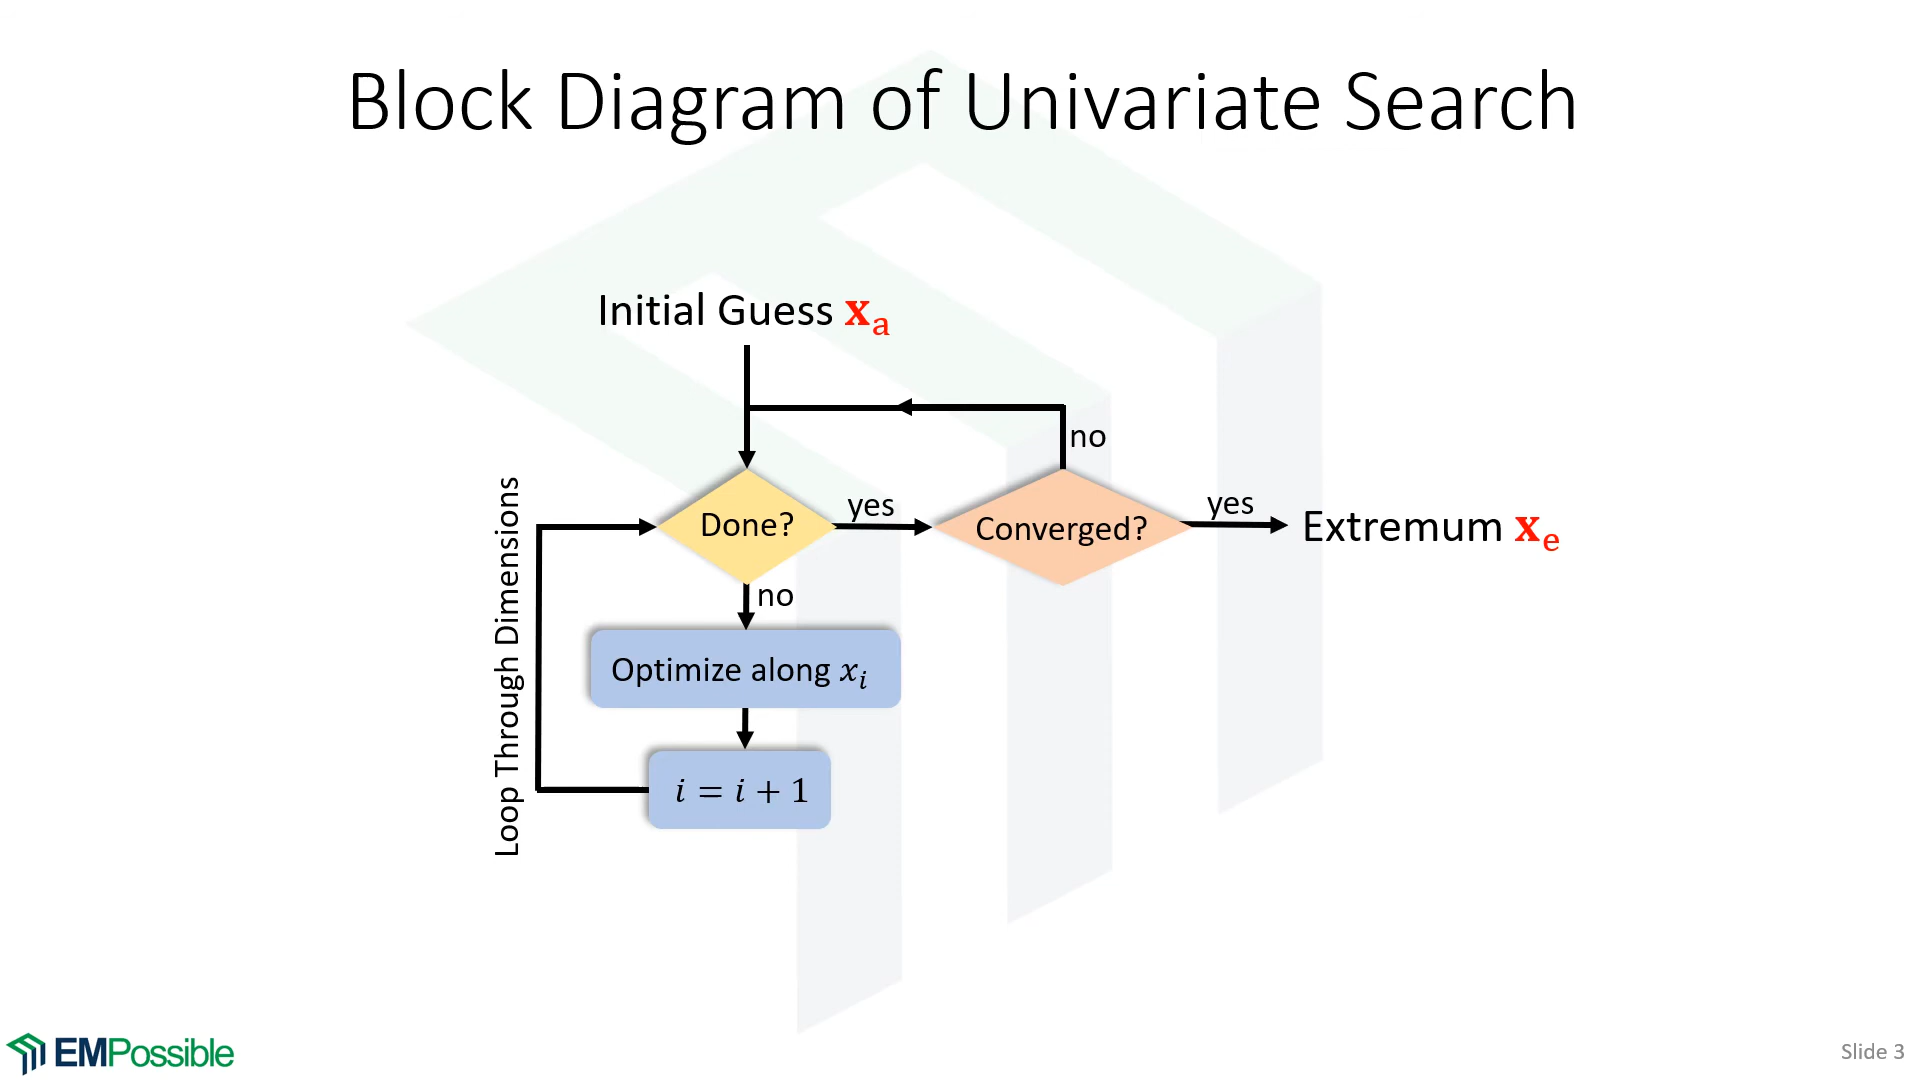 Block Diagram of Univariate Search
Initial Guess 𝐱ₐ
no
Done?
yes
Converged?
yes
Extremum 𝐱ₑ
no
Loop Through Dimensions
Optimize along 𝑥ᵢ
𝑖 = 𝑖 + 1
EMPossible
Slide 3